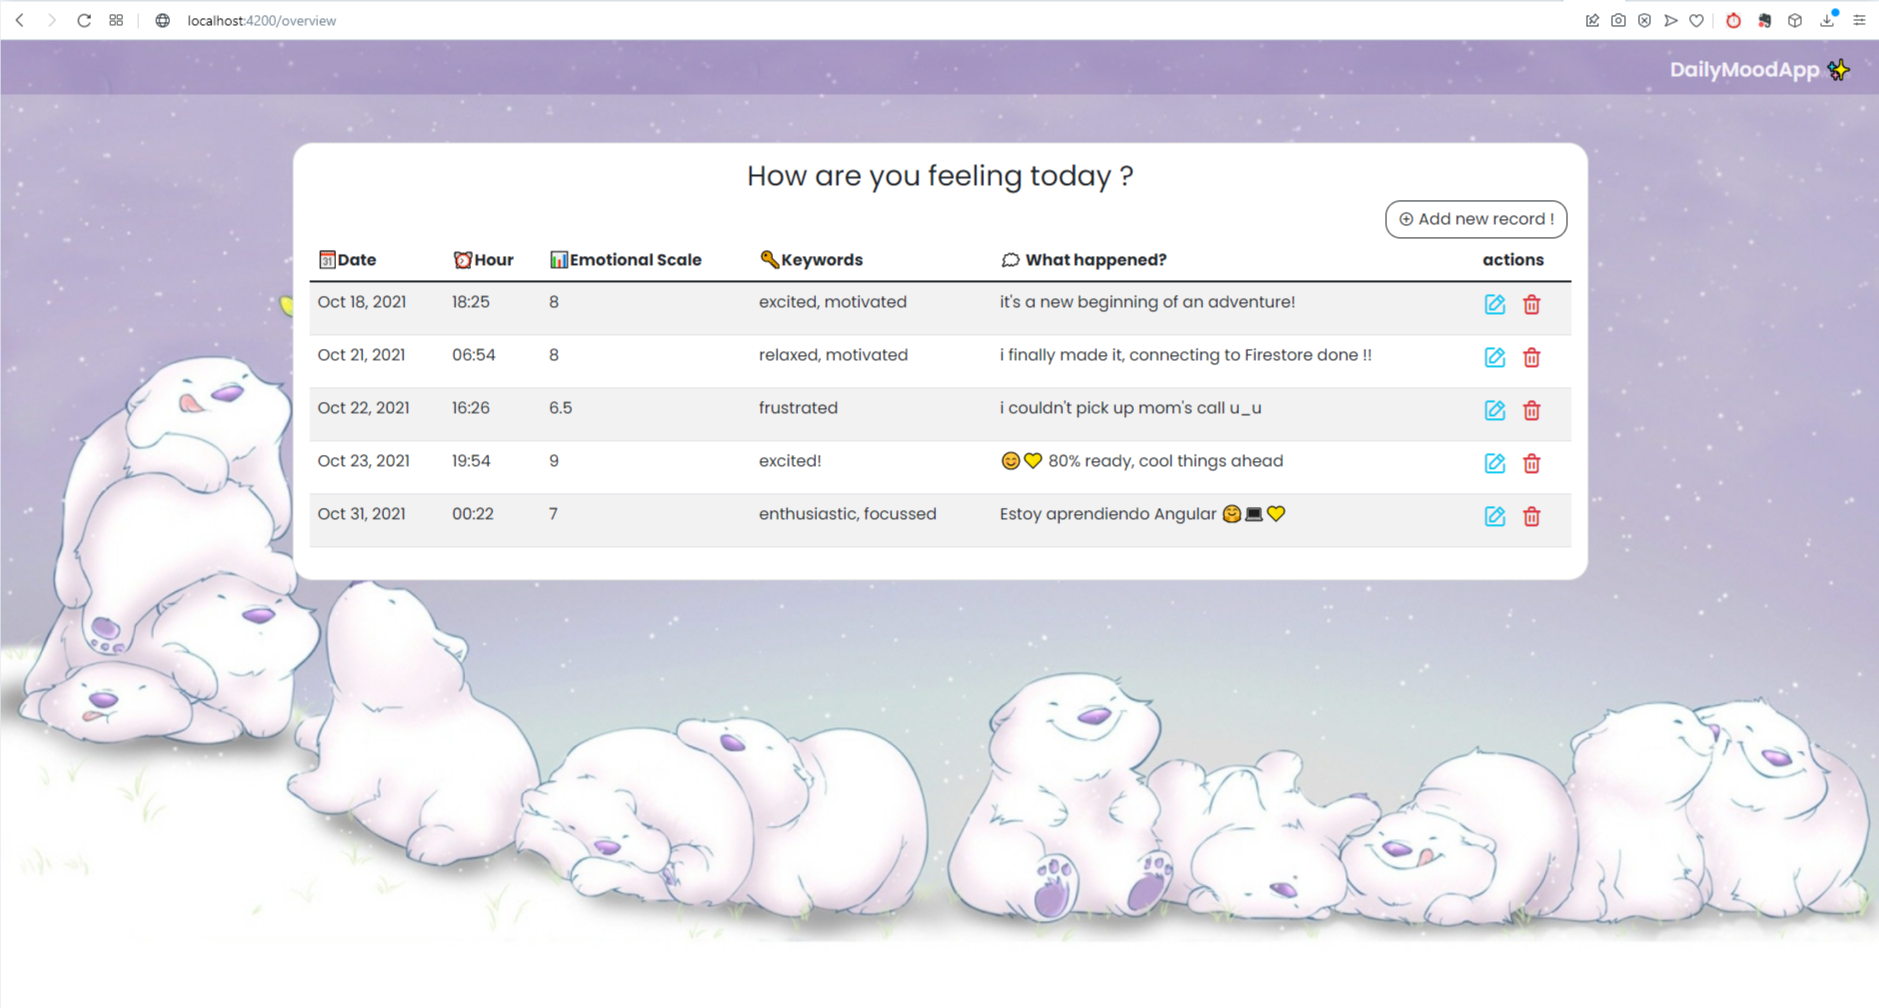 localhost:4200/overview
DailyMoodApp ✨
How are you feeling today ?
Add new record !
Date Hour Emotional Scale Keywords What happened? actions
Oct 18, 2021 18:25 8 excited, motivated it's a new beginning of an adventure!
Oct 21, 2021 06:54 8 relaxed, motivated i finally made it, connecting to Firestore done !!
Oct 22, 2021 16:26 6.5 frustrated i couldn't pick up mom's call u_u
Oct 23, 2021 19:54 9 excited! 😊💛 80% ready, cool things ahead
Oct 31, 2021 00:22 7 enthusiastic, focussed Estoy aprendiendo Angular 🤗💻💛